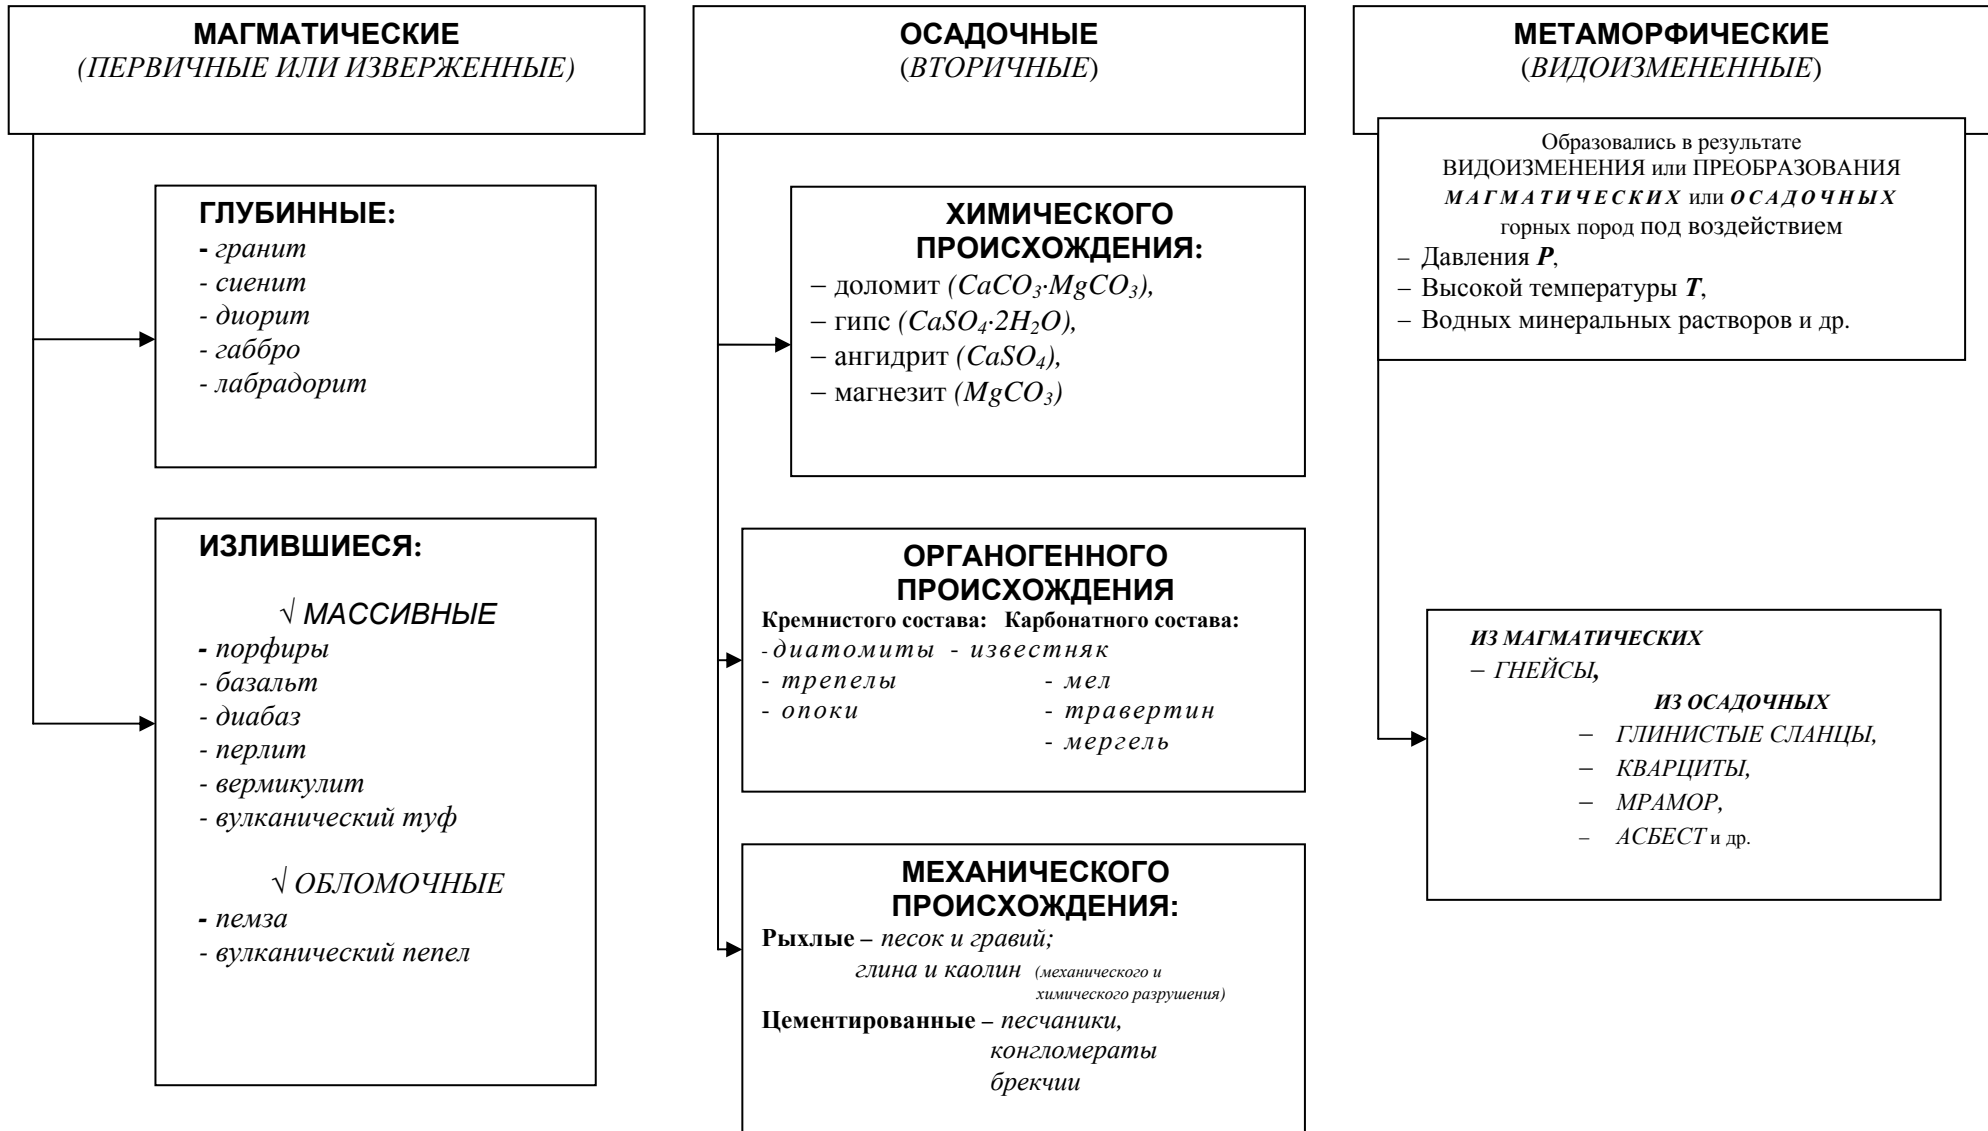 МАГМАТИЧЕСКИЕ
(ПЕРВИЧНЫЕ ИЛИ ИЗВЕРЖЕННЫЕ)
ГЛУБИННЫЕ:
- гранит
- сиенит
- диорит
- габбро
- лабрадорит
ИЗЛИВШИЕСЯ:
√ МАССИВНЫЕ
- порфиры
- базальт
- диабаз
- перлит
- вермикулит
- вулканический туф
√ ОБЛОМОЧНЫЕ
- пемза
- вулканический пепел
ОСАДОЧНЫЕ
(ВТОРИЧНЫЕ)
ХИМИЧЕСКОГО
ПРОИСХОЖДЕНИЯ:
– доломит (CaCO₃·MgCO₃),
– гипс (CaSO₄·2H₂O),
– ангидрит (CaSO₄),
– магнезит (MgCO₃)
ОРГАНОГЕННОГО
ПРОИСХОЖДЕНИЯ
Кремнистого состава: Карбонатного состава:
- диатомиты - известняк
- трепелы - мел
- опоки - травертин
- мергель
МЕХАНИЧЕСКОГО
ПРОИСХОЖДЕНИЯ:
Рыхлые – песок и гравий;
глина и каолин (механического и
химического разрушения)
Цементированные – песчаники,
конгломераты
брекчии
МЕТАМОРФИЧЕСКИЕ
(ВИДОИЗМЕНЕННЫЕ)
Образовались в результате
ВИДОИЗМЕНЕНИЯ или ПРЕОБРАЗОВАНИЯ
МАГМАТИЧЕСКИХ или ОСАДОЧНЫХ
горных пород под воздействием
– Давления P,
– Высокой температуры T,
– Водных минеральных растворов и др.
ИЗ МАГМАТИЧЕСКИХ
– ГНЕЙСЫ,
ИЗ ОСАДОЧНЫХ
– ГЛИНИСТЫЕ СЛАНЦЫ,
– КВАРЦИТЫ,
– МРАМОР,
– АСБЕСТ и др.